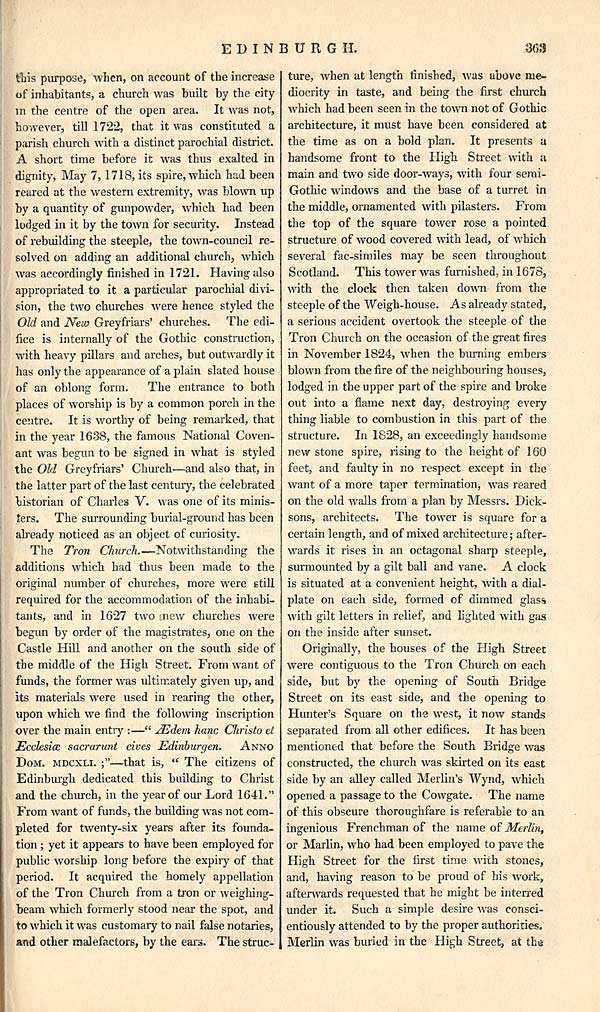 EDINBURGH.
363
this purpose, when, on account of the increase
of inhabitants, a church was built by the city
in the centre of the open area. It was not,
however, till 1722, that it was constituted a
parish church with a distinct parochial district.
A short time before it was thus exalted in
dignity, May 7, 1718, its spire, which had been
reared at the western extremity, was blown up
by a quantity of gunpowder, which had been
lodged in it by the town for security. Instead
of rebuilding the steeple, the town-council re-
solved on adding an additional church, which
was accordingly finished in 1721. Having also
appropriated to it a particular parochial divi-
sion, the two churches were hence styled the
Old and New Greyfriars' churches. The edi-
fice is internally of the Gothic construction,
with heavy pillars and arches, but outwardly it
has only the appearance of a plain slated house
of an oblong form. The entrance to both
places of worship is by a common porch in the
centre. It is worthy of being remarked, that
in the year 1638, the famous National Coven-
ant was begun to be signed in what is styled
the Old Greyfriars' Church—and also that, in
the latter part of the last century, the celebrated
historian of Charles V. was one of its minis-
ters. The surrounding burial-ground has been
already noticed as an object of curiosity.
The Tron Church.—Notwithstanding the
additions which had thus been made to the
original number of churches, more were still
required for the accommodation of the inhabi-
tants, and in 1627 two new churches were
begun by order of the magistrates, one on the
Castle Hill and another on the south side of
the middle of the High Street. From want of
funds, the former was ultimately given up, and
its materials were used in rearing the other,
upon which we find the following inscription
over the main entry :—" Ædem hanc Christo et
Ecclesiæ sacrarunt cives Edinburgen. ANNO
DOM. MDCXLI. ;"—that is, " The citizens of
Edinburgh dedicated this building to Christ
and the church, in the year of our Lord 1641."
From want of funds, the building was not com-
pleted for twenty-six years after its founda-
tion ; yet it appears to have been employed for
public worship long before the expiry of that
period. It acquired the homely appellation
of the Tron Church from a tron or weighing-
beam which formerly stood near the spot, and
to which it was customary to nail false notaries,
and other malefactors, by the ears. The struc-
ture, when at length finished, was above me-
diocrity in taste, and being the first church
which had been seen in the town not of Gothic
architecture, it must have been considered at
the time as on a bold plan. It presents a
handsome front to the High Street with a
main and two side door-ways, with four semi-
Gothic windows and the base of a turret in
the middle, ornamented with pilasters. From
the top of the square tower rose a pointed
structure of wood covered with lead, of which
several fac-similes may be seen throughout
Scotland. This tower was furnished, in 1678,
with the clock then taken down from the
steeple of the Weigh-house. As already stated,
a serious accident overtook the steeple of the
Tron Church on the occasion of the great fires
in November 1824, when the burning embers
blown from the fire of the neighbouring houses,
lodged in the upper part of the spire and broke
out into a flame next day, destroying every
thing liable to combustion in this part of the
structure. In 1828, an exceedingly handsome
new stone spire, rising to the height of 160
feet, and faulty in no respect except in the
want of a more taper termination, was reared
on the old walls from a plan by Messrs. Dick-
sons, architects. The tower is square for a
certain length, and of mixed architecture ; after-
wards it rises in an octagonal sharp steeple,
surmounted by a gilt ball and vane. A clock
is situated at a convenient height, with a dial-
plate on each side, formed of dimmed glass
with gilt letters in relief, and lighted with gas
on the inside after sunset.
Originally, the houses of the High Street
were contiguous to the Tron Church on each
side, but by the opening of South Bridge
Street on its east side, and the opening to
Hunter's Square on the west, it now stands
separated from all other edifices. It has been
mentioned that before the South Bridge was
constructed, the church was skirted on its east
side by an alley called Merlin's Wynd, which
opened a passage to the Cowgate. The name
of this obscure thoroughfare is referable to an
ingenious Frenchman of the name of Merlin,
or Marlin, who had been employed to pave the
High Street for the first time with stones,
and, having reason to be proud of his work,
afterwards requested that he might be interred
under it. Such a simple desire was consci-
entiously attended to by the proper authorities.
Merlin was buried in the High Street, at the